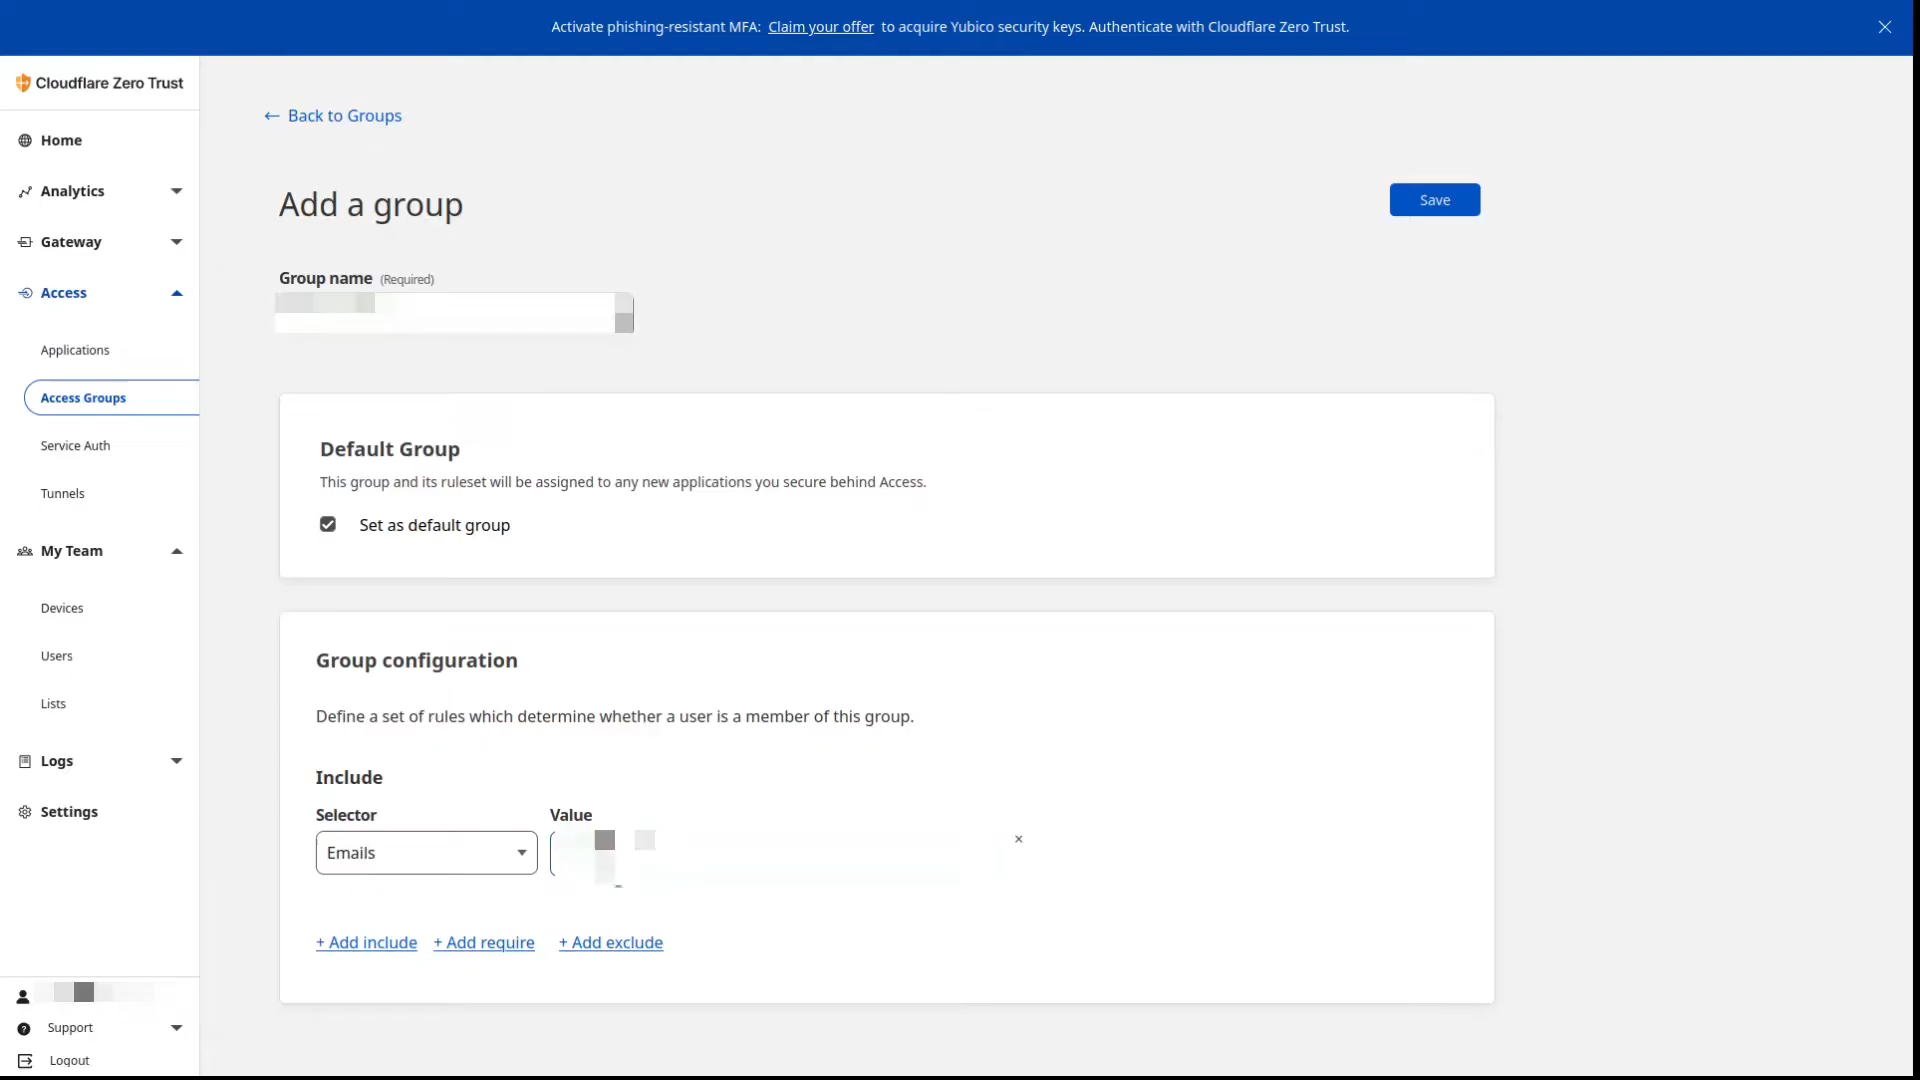 Activate phishing-resistant MFA: Claim your offer to acquire Yubico security keys. Authenticate with Cloudflare Zero Trust.
Cloudflare Zero Trust
Home
Analytics
Gateway
Access
Applications
Access Groups
Service Auth
Tunnels
My Team
Devices
Users
Lists
Logs
Settings
Support
Logout
← Back to Groups
Add a group
Save
Group name (Required)
Default Group
This group and its ruleset will be assigned to any new applications you secure behind Access.
Set as default group
Group configuration
Define a set of rules which determine whether a user is a member of this group.
Include
Selector Value
Emails
+ Add include + Add require + Add exclude